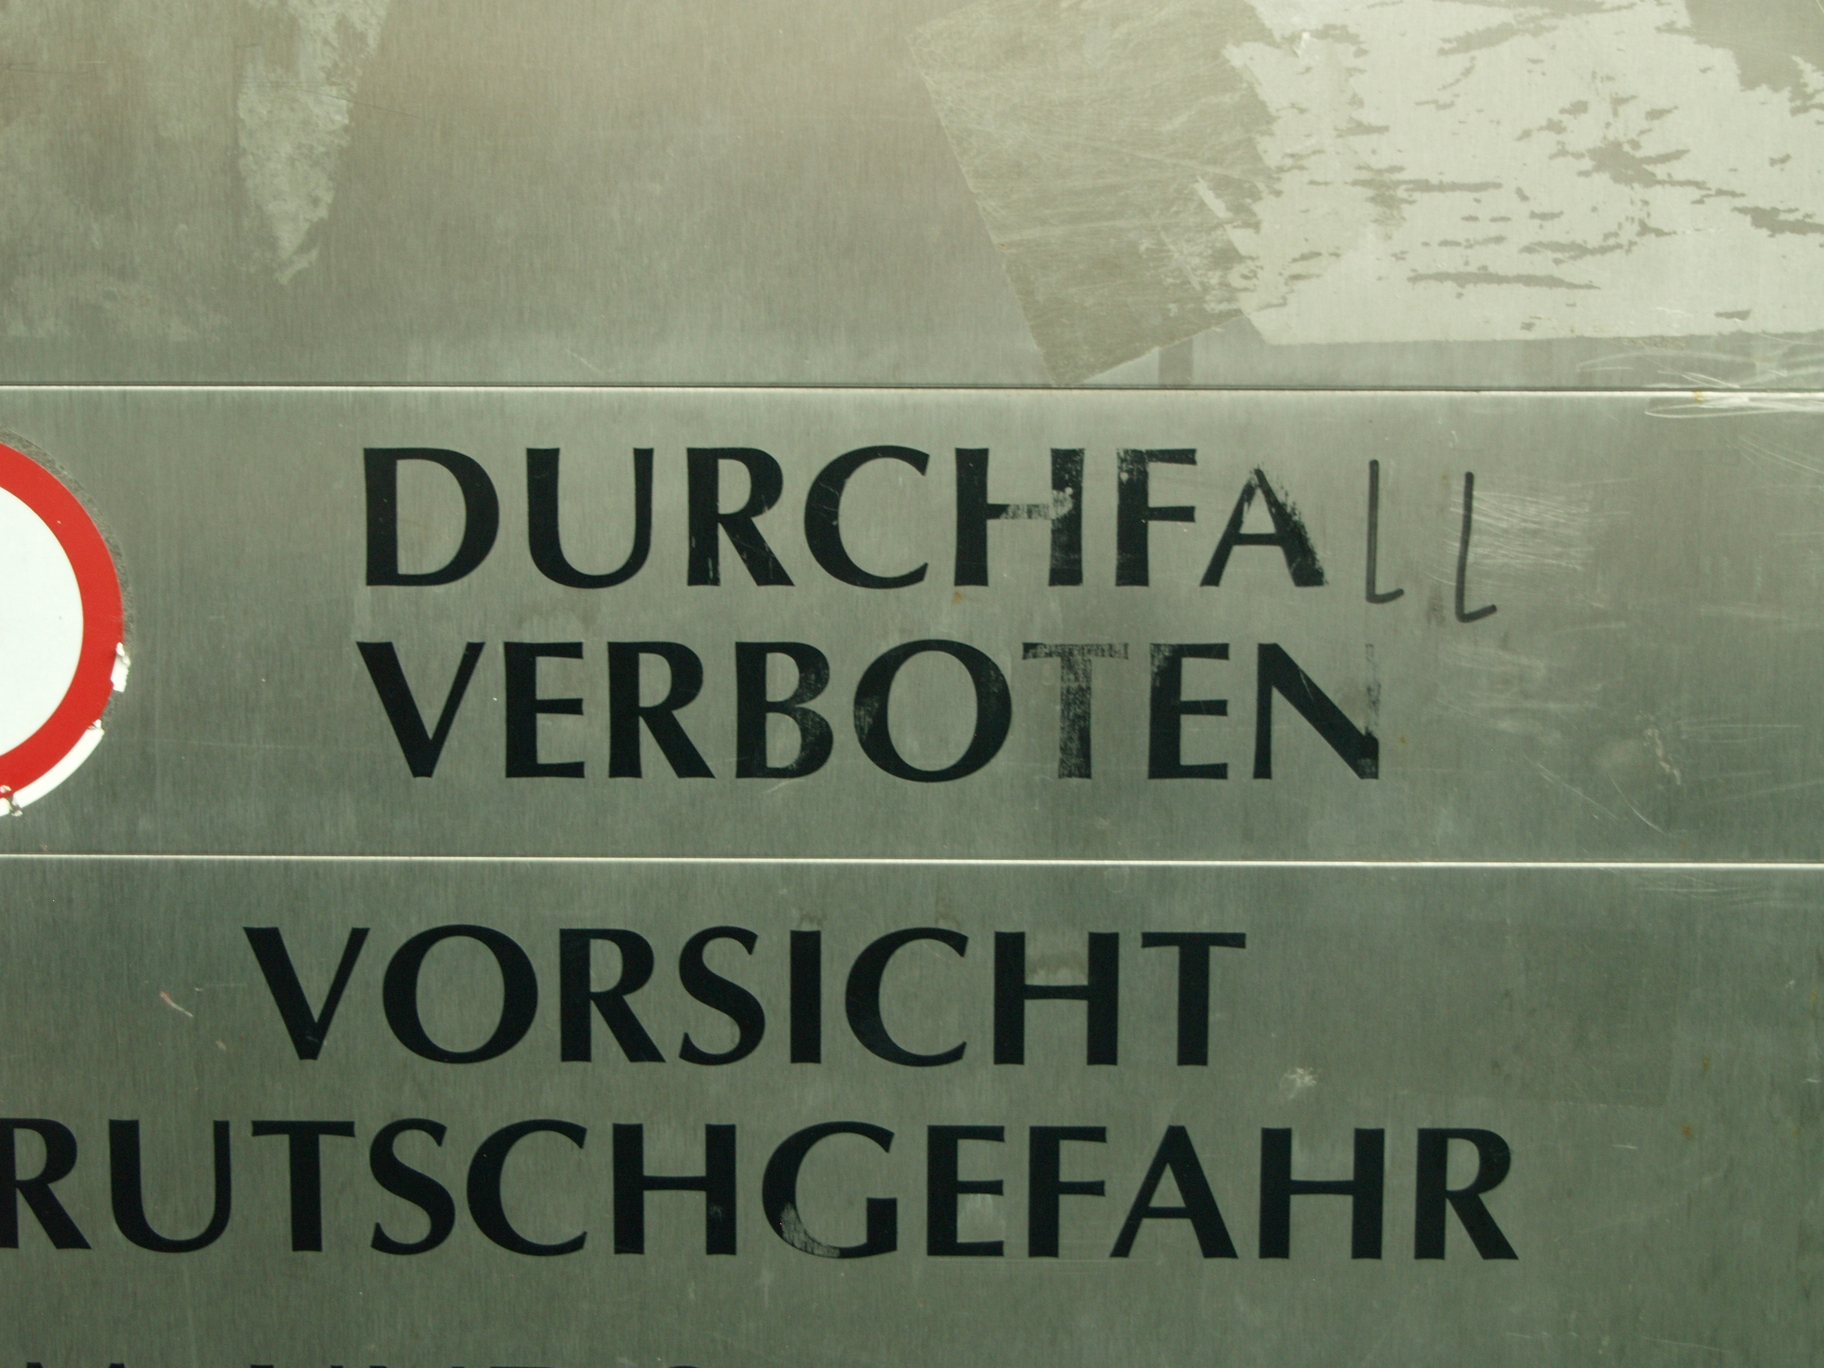 DURCHFAll
VERBOTEN
VORSICHT
RUTSCHGEFAHR